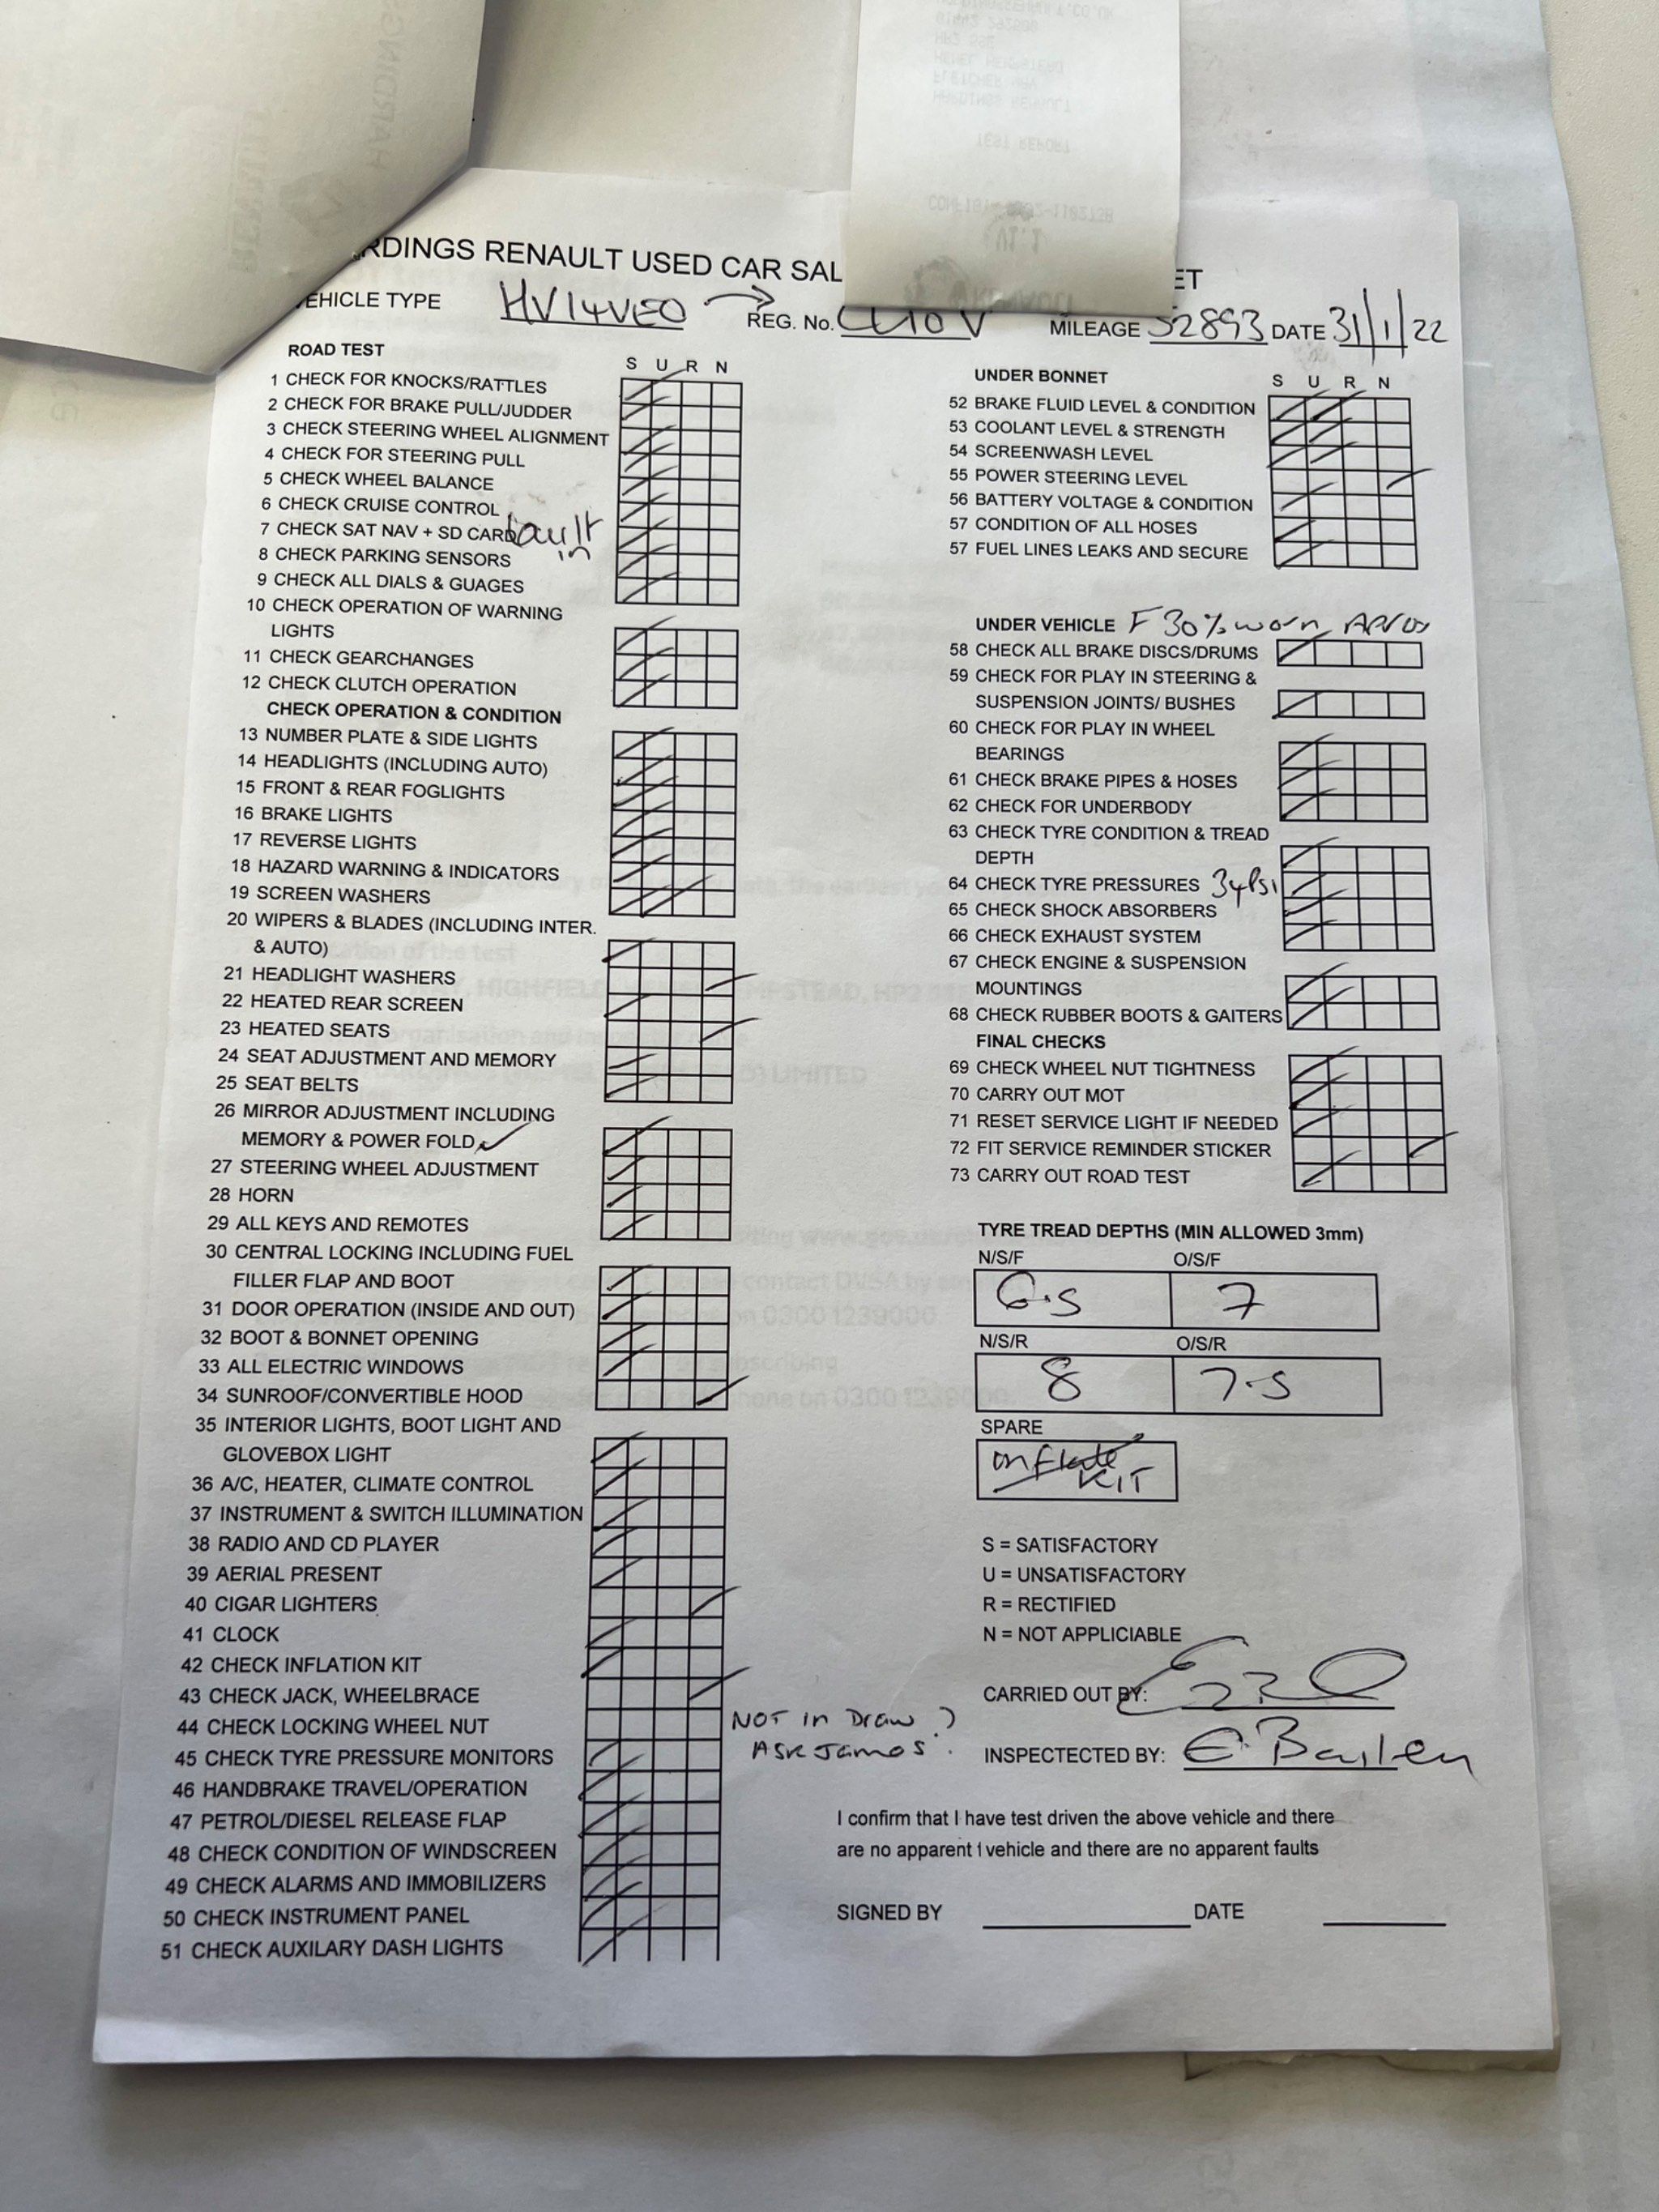 RDINGS RENAULT USED CAR SAL
ET
EHICLE TYPE HV14VEO REG. No. CLIO V MILEAGE 52893 DATE 31/1/22
ROAD TEST
S U R N
1 CHECK FOR KNOCKS/RATTLES
2 CHECK FOR BRAKE PULL/JUDDER
3 CHECK STEERING WHEEL ALIGNMENT
4 CHECK FOR STEERING PULL
5 CHECK WHEEL BALANCE
6 CHECK CRUISE CONTROL
7 CHECK SAT NAV + SD CARD built in
8 CHECK PARKING SENSORS
9 CHECK ALL DIALS & GUAGES
10 CHECK OPERATION OF WARNING
LIGHTS
11 CHECK GEARCHANGES
12 CHECK CLUTCH OPERATION
CHECK OPERATION & CONDITION
13 NUMBER PLATE & SIDE LIGHTS
14 HEADLIGHTS (INCLUDING AUTO)
15 FRONT & REAR FOGLIGHTS
16 BRAKE LIGHTS
17 REVERSE LIGHTS
18 HAZARD WARNING & INDICATORS
19 SCREEN WASHERS
20 WIPERS & BLADES (INCLUDING INTER.
& AUTO)
21 HEADLIGHT WASHERS
22 HEATED REAR SCREEN
23 HEATED SEATS
24 SEAT ADJUSTMENT AND MEMORY
25 SEAT BELTS
26 MIRROR ADJUSTMENT INCLUDING
MEMORY & POWER FOLD ✓
27 STEERING WHEEL ADJUSTMENT
28 HORN
29 ALL KEYS AND REMOTES
30 CENTRAL LOCKING INCLUDING FUEL
FILLER FLAP AND BOOT
31 DOOR OPERATION (INSIDE AND OUT)
32 BOOT & BONNET OPENING
33 ALL ELECTRIC WINDOWS
34 SUNROOF/CONVERTIBLE HOOD
35 INTERIOR LIGHTS, BOOT LIGHT AND
GLOVEBOX LIGHT
36 A/C, HEATER, CLIMATE CONTROL
37 INSTRUMENT & SWITCH ILLUMINATION
38 RADIO AND CD PLAYER
39 AERIAL PRESENT
40 CIGAR LIGHTERS
41 CLOCK
42 CHECK INFLATION KIT
43 CHECK JACK, WHEELBRACE
44 CHECK LOCKING WHEEL NUT
NOT in Draw ?
ASK James.
45 CHECK TYRE PRESSURE MONITORS
46 HANDBRAKE TRAVEL/OPERATION
47 PETROL/DIESEL RELEASE FLAP
48 CHECK CONDITION OF WINDSCREEN
49 CHECK ALARMS AND IMMOBILIZERS
50 CHECK INSTRUMENT PANEL
51 CHECK AUXILARY DASH LIGHTS
UNDER BONNET
S U R N
52 BRAKE FLUID LEVEL & CONDITION
53 COOLANT LEVEL & STRENGTH
54 SCREENWASH LEVEL
55 POWER STEERING LEVEL
56 BATTERY VOLTAGE & CONDITION
57 CONDITION OF ALL HOSES
57 FUEL LINES LEAKS AND SECURE
UNDER VEHICLE F 30% worn
58 CHECK ALL BRAKE DISCS/DRUMS
59 CHECK FOR PLAY IN STEERING &
SUSPENSION JOINTS/ BUSHES
60 CHECK FOR PLAY IN WHEEL
BEARINGS
61 CHECK BRAKE PIPES & HOSES
62 CHECK FOR UNDERBODY
63 CHECK TYRE CONDITION & TREAD
DEPTH
64 CHECK TYRE PRESSURES 34Psi
65 CHECK SHOCK ABSORBERS
66 CHECK EXHAUST SYSTEM
67 CHECK ENGINE & SUSPENSION
MOUNTINGS
68 CHECK RUBBER BOOTS & GAITERS
FINAL CHECKS
69 CHECK WHEEL NUT TIGHTNESS
70 CARRY OUT MOT
71 RESET SERVICE LIGHT IF NEEDED
72 FIT SERVICE REMINDER STICKER
73 CARRY OUT ROAD TEST
TYRE TREAD DEPTHS (MIN ALLOWED 3mm)
N/S/F O/S/F
6.5 7
N/S/R O/S/R
8 7.5
SPARE
inflate
KIT
S = SATISFACTORY
U = UNSATISFACTORY
R = RECTIFIED
N = NOT APPLICIABLE
CARRIED OUT BY:
INSPECTECTED BY: E Bailey
I confirm that I have test driven the above vehicle and there
are no apparent 1 vehicle and there are no apparent faults
SIGNED BY DATE